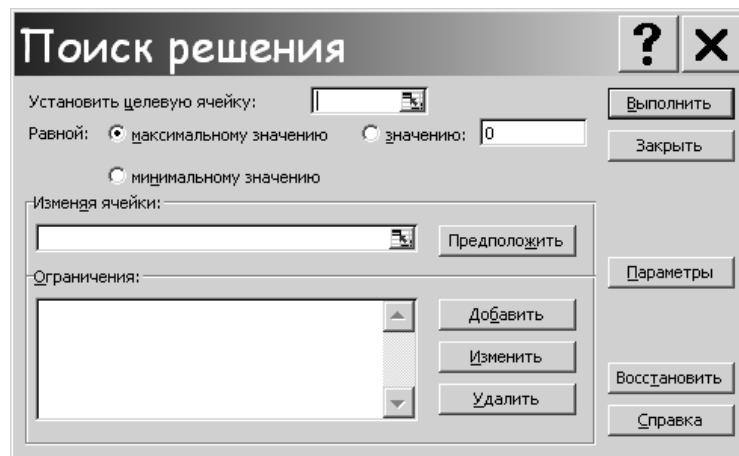 Поиск решения
? X
Установить целевую ячейку:
Выполнить
Равной: максимальному значению значению: 0
Закрыть
минимальному значению
Изменяя ячейки:
Предположить
Параметры
Ограничения:
Добавить
Изменить
Удалить
Восстановить
Справка